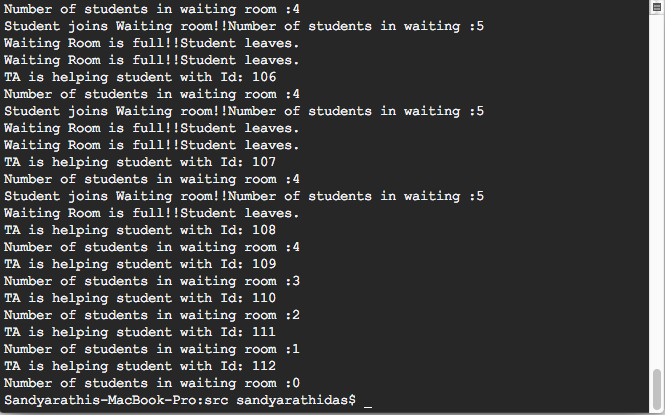 Number of students in waiting room :4
Student joins Waiting room!!Number of students in waiting :5
Waiting Room is full!!Student leaves.
Waiting Room is full!!Student leaves.
TA is helping student with Id: 106
Number of students in waiting room :4
Student joins Waiting room!!Number of students in waiting :5
Waiting Room is full!!Student leaves.
Waiting Room is full!!Student leaves.
TA is helping student with Id: 107
Number of students in waiting room :4
Student joins Waiting room!!Number of students in waiting :5
Waiting Room is full!!Student leaves.
TA is helping student with Id: 108
Number of students in waiting room :4
TA is helping student with Id: 109
Number of students in waiting room :3
TA is helping student with Id: 110
Number of students in waiting room :2
TA is helping student with Id: 111
Number of students in waiting room :1
TA is helping student with Id: 112
Number of students in waiting room :0
Sandyarathis-MacBook-Pro:src sandyarathidas$ _